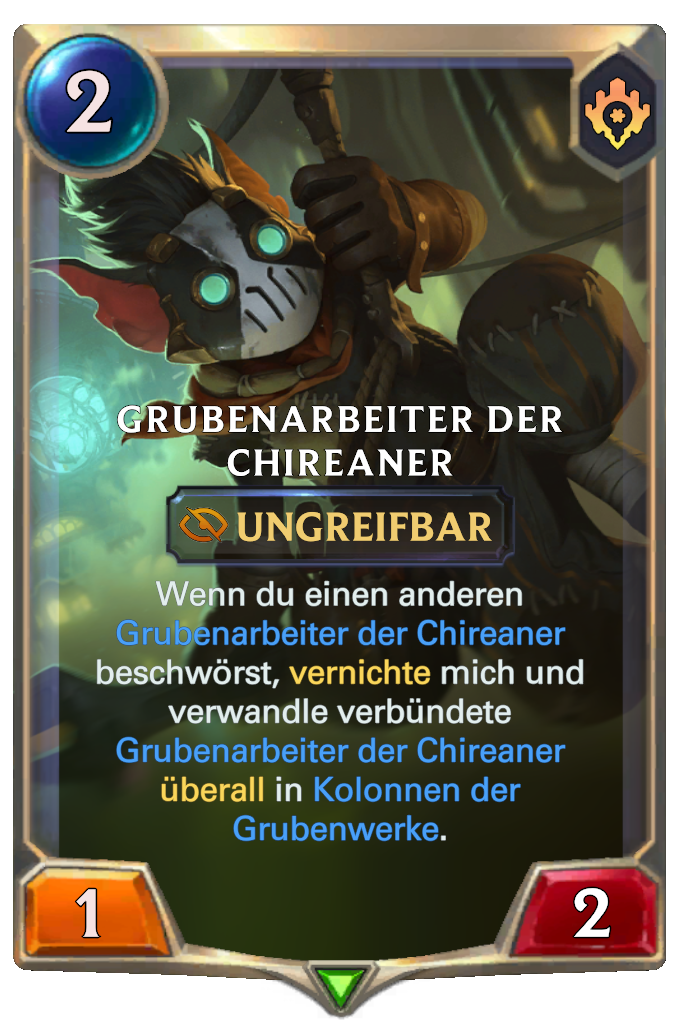 2
GRUBENARBEITER DER
CHIREANER
UNGREIFBAR
Wenn du einen anderen
Grubenarbeiter der Chireaner
beschwörst, vernichte mich und
verwandle verbündete
Grubenarbeiter der Chireaner
überall in Kolonnen der
Grubenwerke.
1
2